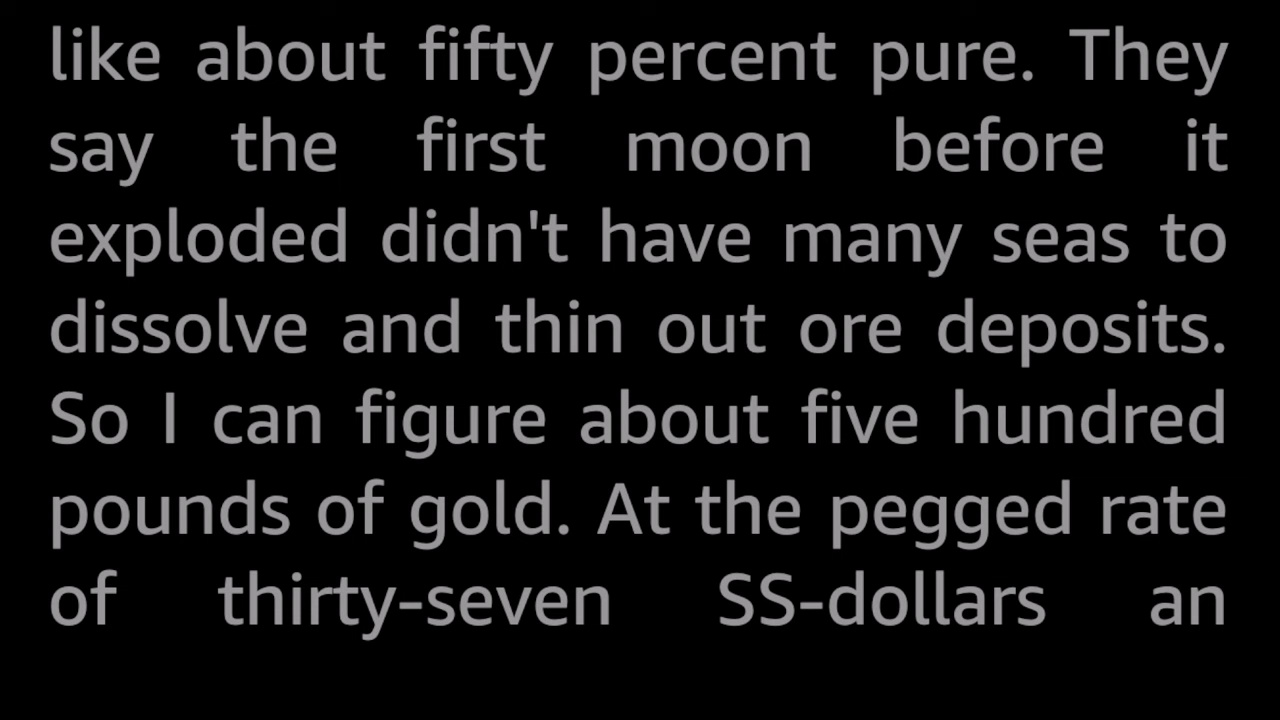 like about fifty percent pure. They
say the first moon before it
exploded didn't have many seas to
dissolve and thin out ore deposits.
So I can figure about five hundred
pounds of gold. At the pegged rate
of thirty-seven SS-dollars an